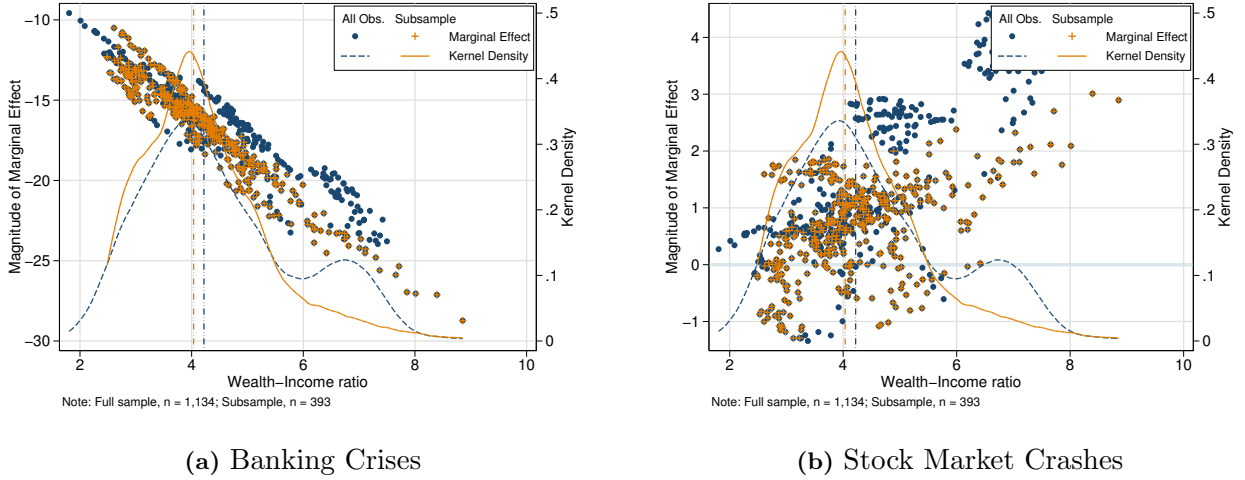 All Obs. Subsample
Marginal Effect
Kernel Density
Magnitude of Marginal Effect
−10
−15
−20
−25
−30
.5
.4
.3
.2
.1
0
Kernel Density
2 4 6 8 10
Wealth−Income ratio
Note: Full sample, n = 1,134; Subsample, n = 393
(a) Banking Crises
All Obs. Subsample
Marginal Effect
Kernel Density
Magnitude of Marginal Effect
4
3
2
1
0
−1
.5
.4
.3
.2
.1
0
Kernel Density
2 4 6 8 10
Wealth−Income ratio
Note: Full sample, n = 1,134; Subsample, n = 393
(b) Stock Market Crashes